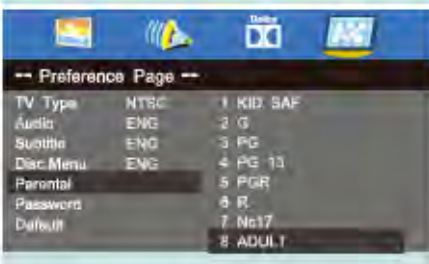 Dolby
-- Preference Page --
TV Type NTSC 1 KID SAF
Audio ENG 2 G
Subtitle ENG 3 PG
Disc Menu ENG 4 PG 13
Parental 5 PGR
Password 6 R
Default 7 Nc17
8 ADULT